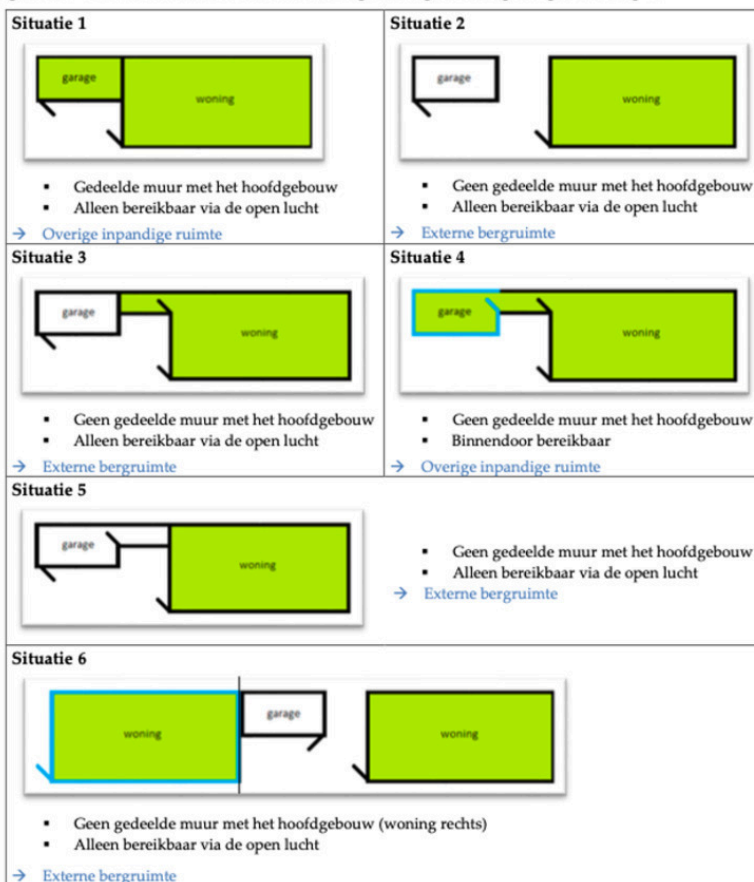 Situatie 1
garage
woning
▪ Gedeelde muur met het hoofdgebouw
▪ Alleen bereikbaar via de open lucht
→ Overige inpandige ruimte
Situatie 2
garage
woning
▪ Geen gedeelde muur met het hoofdgebouw
▪ Alleen bereikbaar via de open lucht
→ Externe bergruimte
Situatie 3
garage
woning
▪ Geen gedeelde muur met het hoofdgebouw
▪ Alleen bereikbaar via de open lucht
→ Externe bergruimte
Situatie 4
garage
woning
▪ Geen gedeelde muur met het hoofdgebouw
▪ Binnendoor bereikbaar
→ Overige inpandige ruimte
Situatie 5
garage
woning
▪ Geen gedeelde muur met het hoofdgebouw
▪ Alleen bereikbaar via de open lucht
→ Externe bergruimte
Situatie 6
woning
garage
woning
▪ Geen gedeelde muur met het hoofdgebouw (woning rechts)
▪ Alleen bereikbaar via de open lucht
→ Externe bergruimte